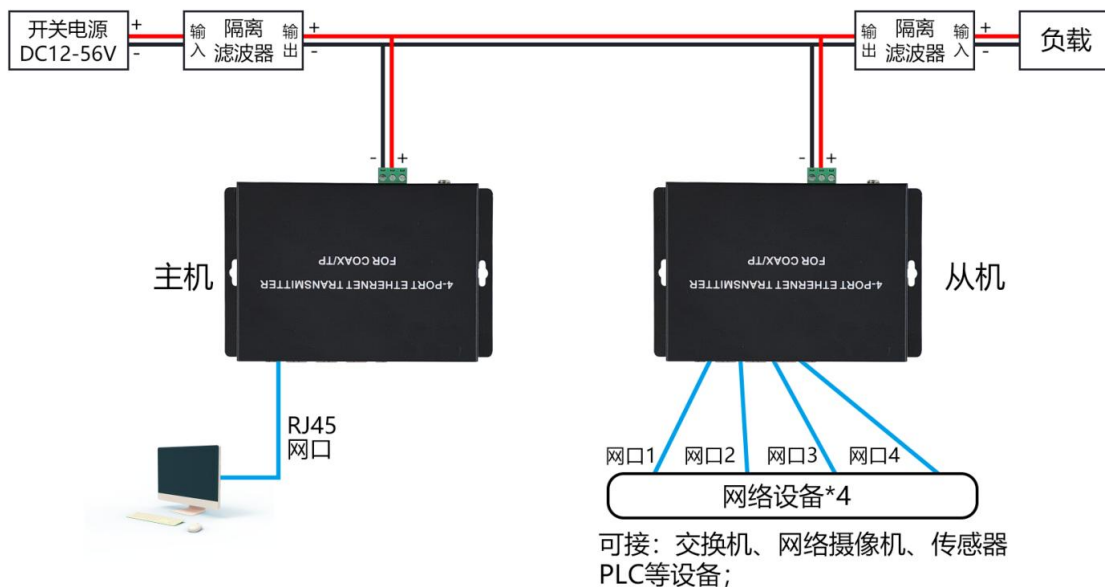 开关电源
DC12-56V
+
-
输入
隔离
滤波器
输出
+
-
输出
隔离
滤波器
输入
+
-
负载
- +
- +
主机
4-PORT ETHERNET TRANSMITTER
FOR COAX/TP
4-PORT ETHERNET TRANSMITTER
FOR COAX/TP
从机
RJ45
网口
网口1 网口2 网口3 网口4
网络设备*4
可接：交换机、网络摄像机、传感器
PLC等设备；